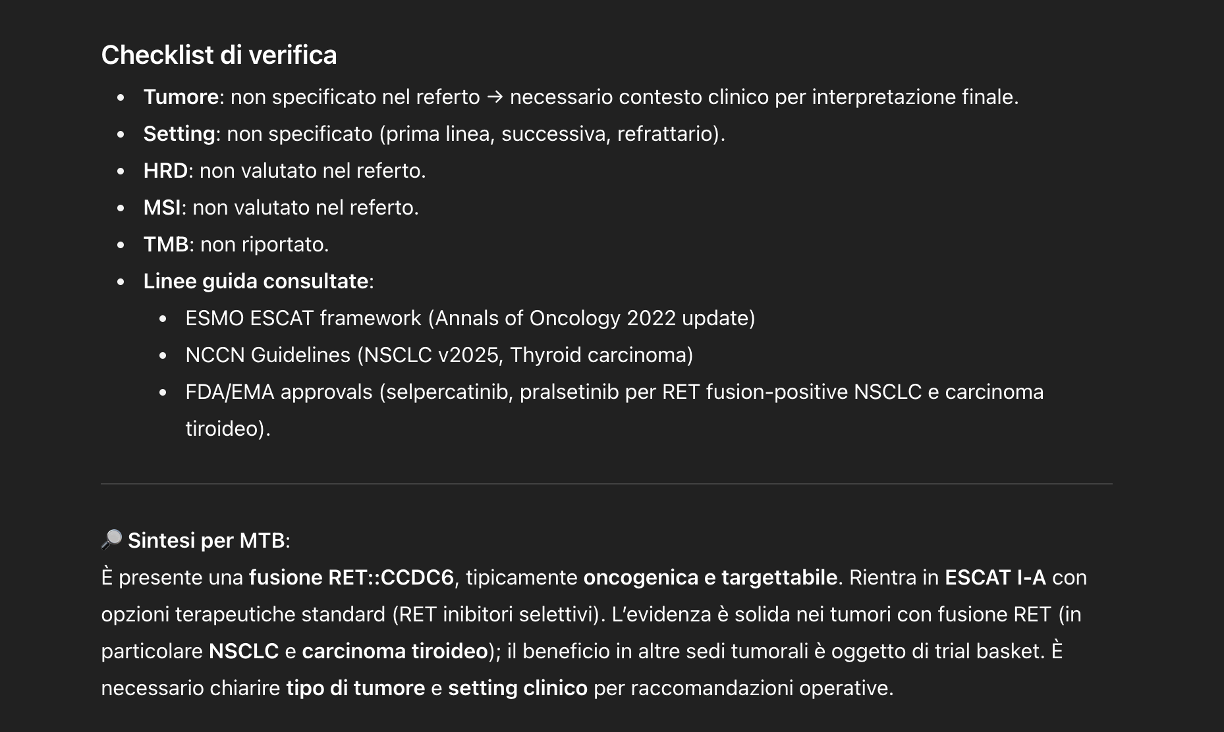 Checklist di verifica
• Tumore: non specificato nel referto → necessario contesto clinico per interpretazione finale.
• Setting: non specificato (prima linea, successiva, refrattario).
• HRD: non valutato nel referto.
• MSI: non valutato nel referto.
• TMB: non riportato.
• Linee guida consultate:
• ESMO ESCAT framework (Annals of Oncology 2022 update)
• NCCN Guidelines (NSCLC v2025, Thyroid carcinoma)
• FDA/EMA approvals (selpercatinib, pralsetinib per RET fusion-positive NSCLC e carcinoma
tiroideo).
🔎 Sintesi per MTB:
È presente una fusione RET::CCDC6, tipicamente oncogenica e targettabile. Rientra in ESCAT I-A con
opzioni terapeutiche standard (RET inibitori selettivi). L’evidenza è solida nei tumori con fusione RET (in
particolare NSCLC e carcinoma tiroideo); il beneficio in altre sedi tumorali è oggetto di trial basket. È
necessario chiarire tipo di tumore e setting clinico per raccomandazioni operative.